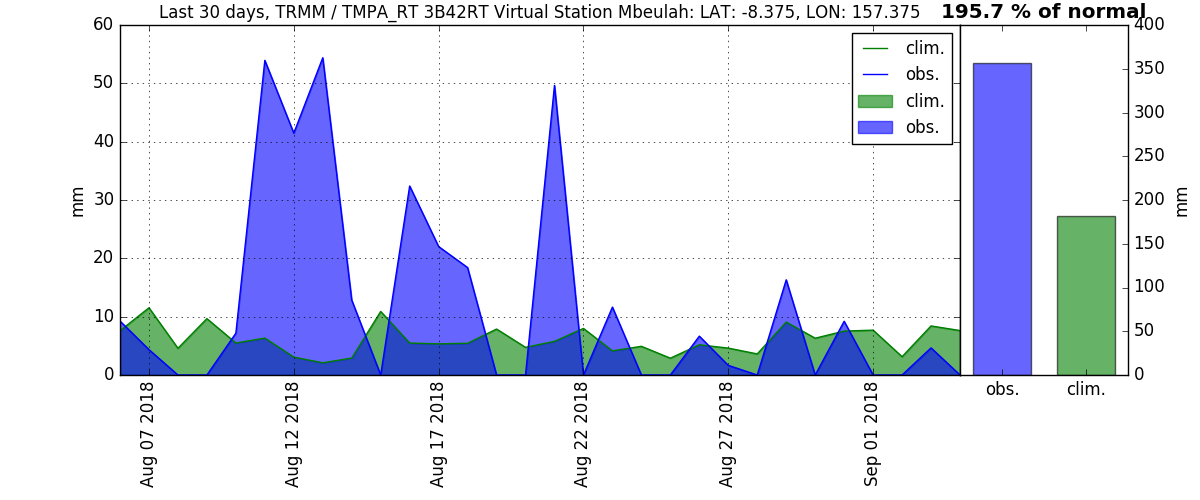 Last 30 days, TRMM / TMPA_RT 3B42RT Virtual Station Mbeulah: LAT: -8.375, LON: 157.375
195.7 % of normal
60
50
40
30
20
10
0
mm
clim.
obs.
clim.
obs.
400
350
300
250
200
150
100
50
0
mm
obs.
clim.
Aug 07 2018
Aug 12 2018
Aug 17 2018
Aug 22 2018
Aug 27 2018
Sep 01 2018